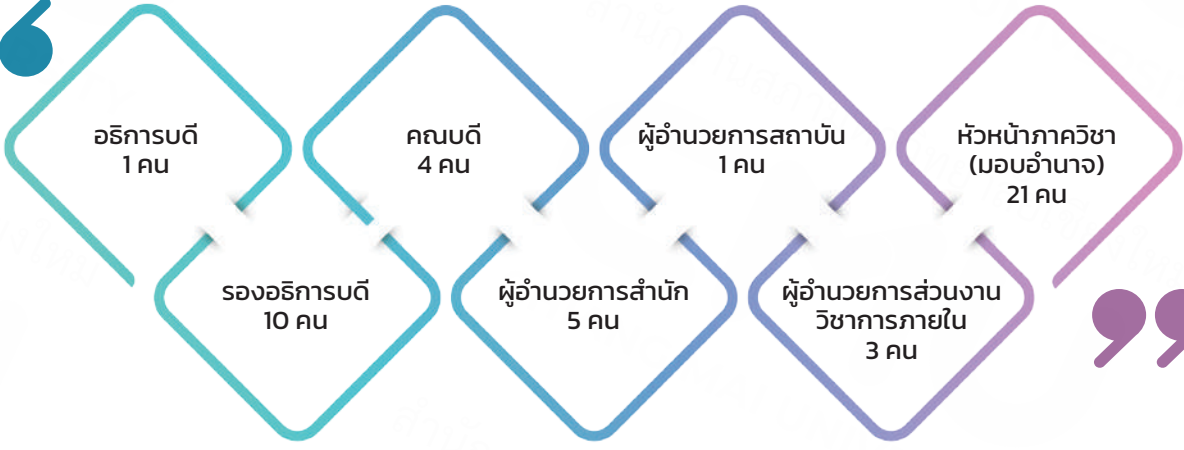 อธิการบดี
1 คน
คณบดี
4 คน
ผู้อำนวยการสถาบัน
1 คน
หัวหน้าภาควิชา
(มอบอำนาจ)
21 คน
รองอธิการบดี
10 คน
ผู้อำนวยการสำนัก
5 คน
ผู้อำนวยการส่วนงาน
วิชาการภายใน
3 คน